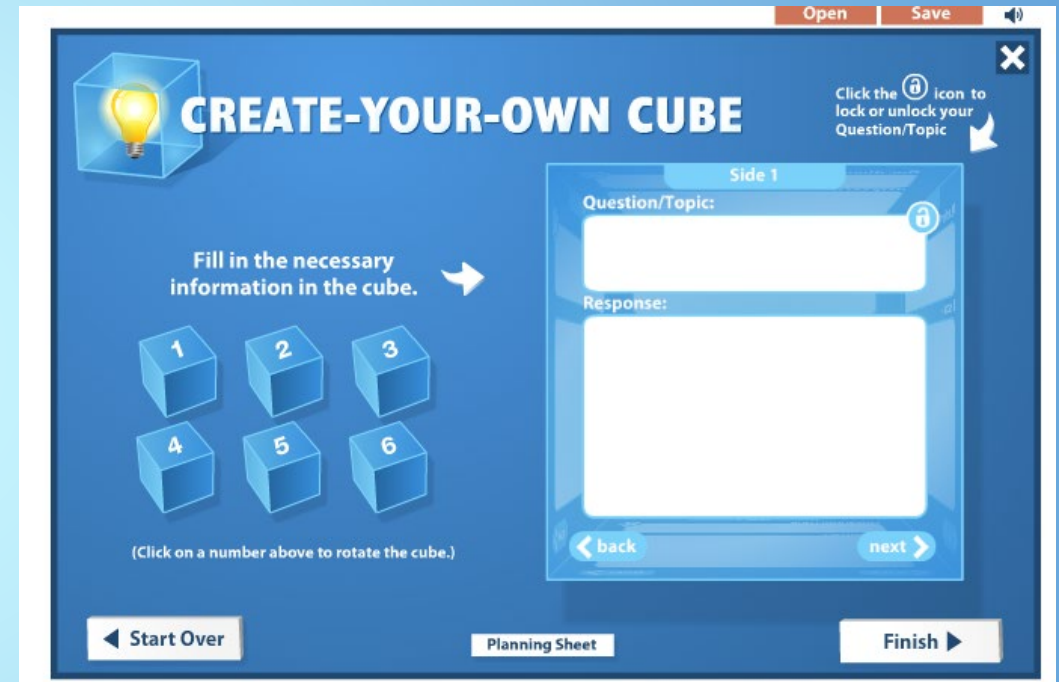 Open Save
CREATE-YOUR-OWN CUBE
Click the icon to
lock or unlock your
Question/Topic
Side 1
Question/Topic:
Fill in the necessary
information in the cube.
Response:
1 2 3
4 5 6
(Click on a number above to rotate the cube.)
back next
Start Over
Planning Sheet
Finish